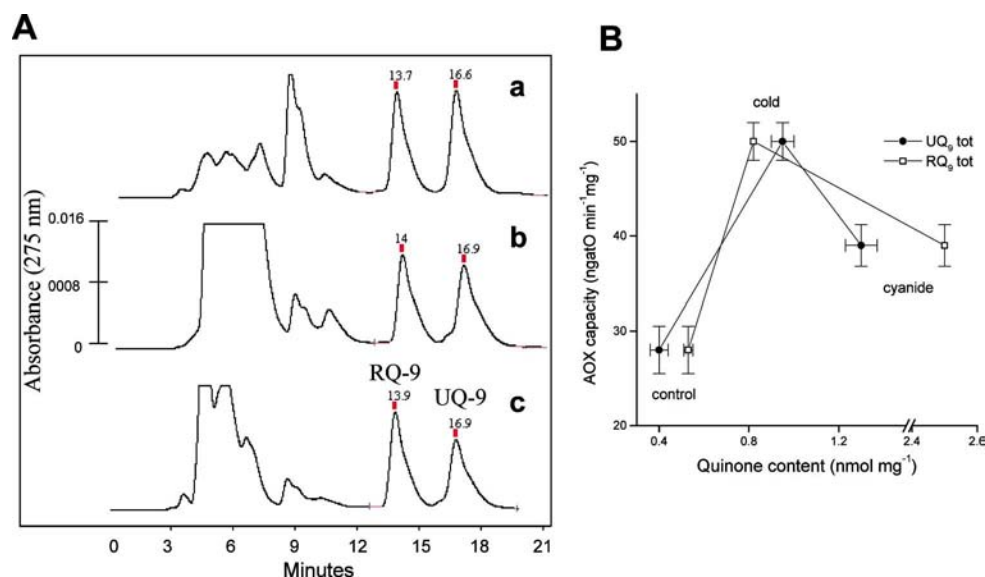 A
a
13.7
16.6
b
14
16.9
0.016
0008
0
Absorbance (275 nm)
RQ-9
UQ-9
c
13.9
16.9
0 3 6 9 12 15 18 21
Minutes
B
cold
UQ9 tot
RQ9 tot
cyanide
control
50
40
30
20
AOX capacity (ngatO min-1mg-1)
0.4 0.8 1.2 2.4 2.6
Quinone content (nmol mg-1)